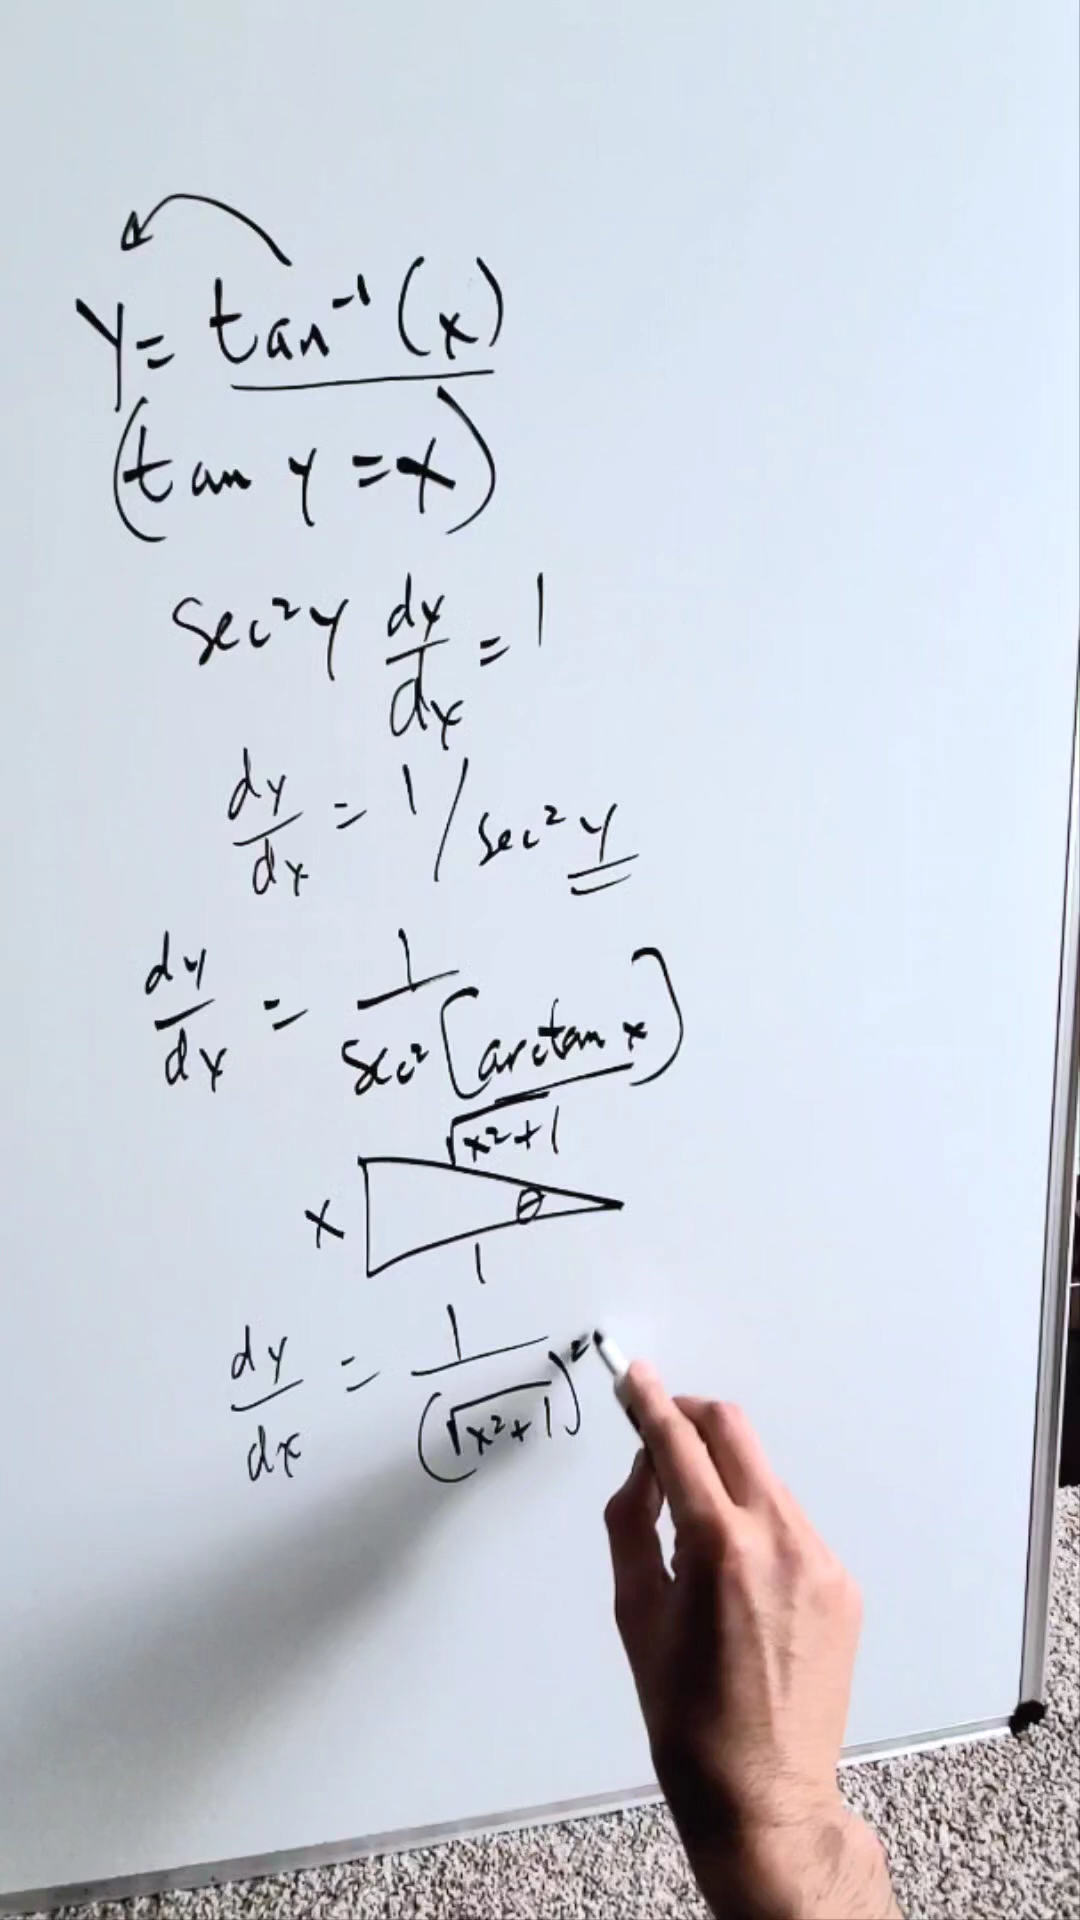 y = tan⁻¹(x)
(tan y = x)
sec²y dy/dx = 1
dy/dx = 1/sec²y
dy/dx = 1/sec²(arctan x)
√x²+1
x θ
1
dy/dx = 1/(√x²+1)²